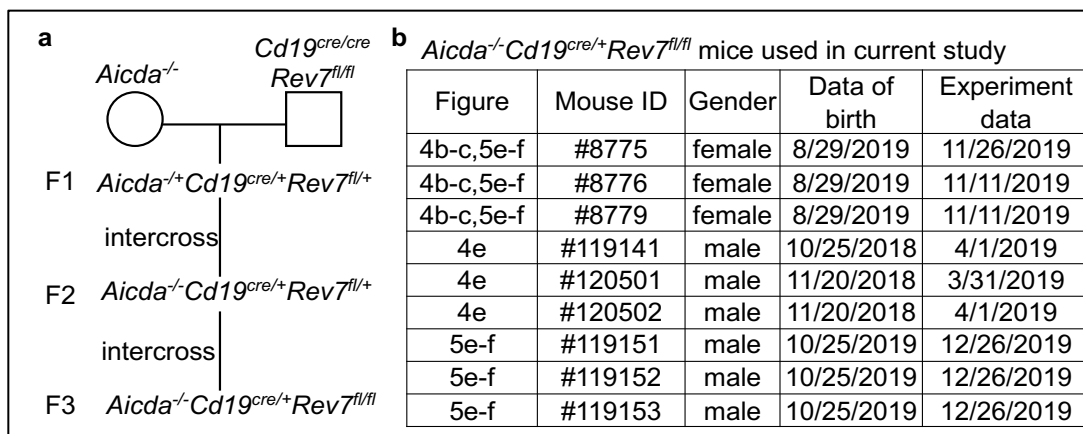 a
Aicda-/-
Cd19cre/cre
Rev7fl/fl
F1 Aicda-/+Cd19cre/+Rev7fl/+
intercross
F2 Aicda-/-Cd19cre/+Rev7fl/+
intercross
F3 Aicda-/-Cd19cre/+Rev7fl/fl
b Aicda-/-Cd19cre/+Rev7fl/fl mice used in current study
Figure Mouse ID Gender Data of birth Experiment data
4b-c,5e-f #8775 female 8/29/2019 11/26/2019
4b-c,5e-f #8776 female 8/29/2019 11/11/2019
4b-c,5e-f #8779 female 8/29/2019 11/11/2019
4e #119141 male 10/25/2018 4/1/2019
4e #120501 male 11/20/2018 3/31/2019
4e #120502 male 11/20/2018 4/1/2019
5e-f #119151 male 10/25/2019 12/26/2019
5e-f #119152 male 10/25/2019 12/26/2019
5e-f #119153 male 10/25/2019 12/26/2019